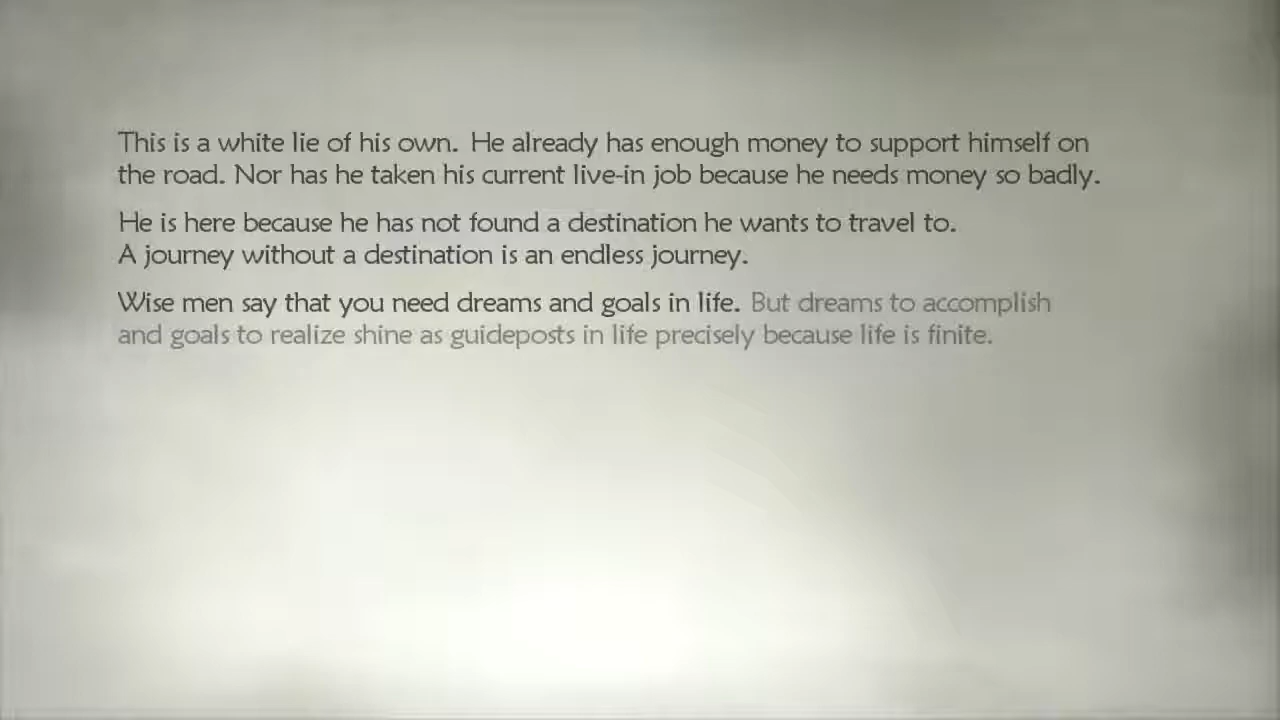 This is a white lie of his own. He already has enough money to support himself on
the road. Nor has he taken his current live-in job because he needs money so badly.
He is here because he has not found a destination he wants to travel to.
A journey without a destination is an endless journey.
Wise men say that you need dreams and goals in life. But dreams to accomplish
and goals to realize shine as guideposts in life precisely because life is finite.